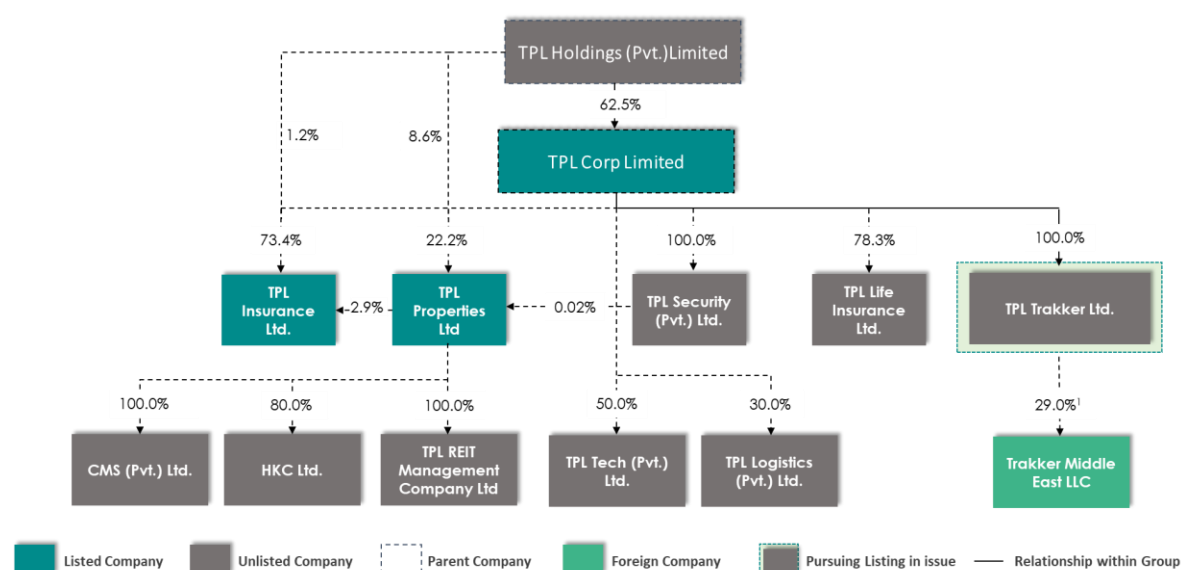 TPL Holdings (Pvt.)Limited
62.5%
1.2%
8.6%
TPL Corp Limited
73.4%
22.2%
100.0%
78.3%
100.0%
TPL
Insurance
Ltd.
2.9%
TPL
Properties
Ltd
0.02%
TPL Security
(Pvt.) Ltd.
TPL Life
Insurance
Ltd.
TPL Trakker Ltd.
100.0%
80.0%
100.0%
50.0%
30.0%
29.0%¹
CMS (Pvt.) Ltd.
HKC Ltd.
TPL REIT
Management
Company Ltd
TPL Tech (Pvt.)
Ltd.
TPL Logistics
(Pvt.) Ltd.
Trakker Middle
East LLC
Listed Company
Unlisted Company
Parent Company
Foreign Company
Pursuing Listing in issue
Relationship within Group